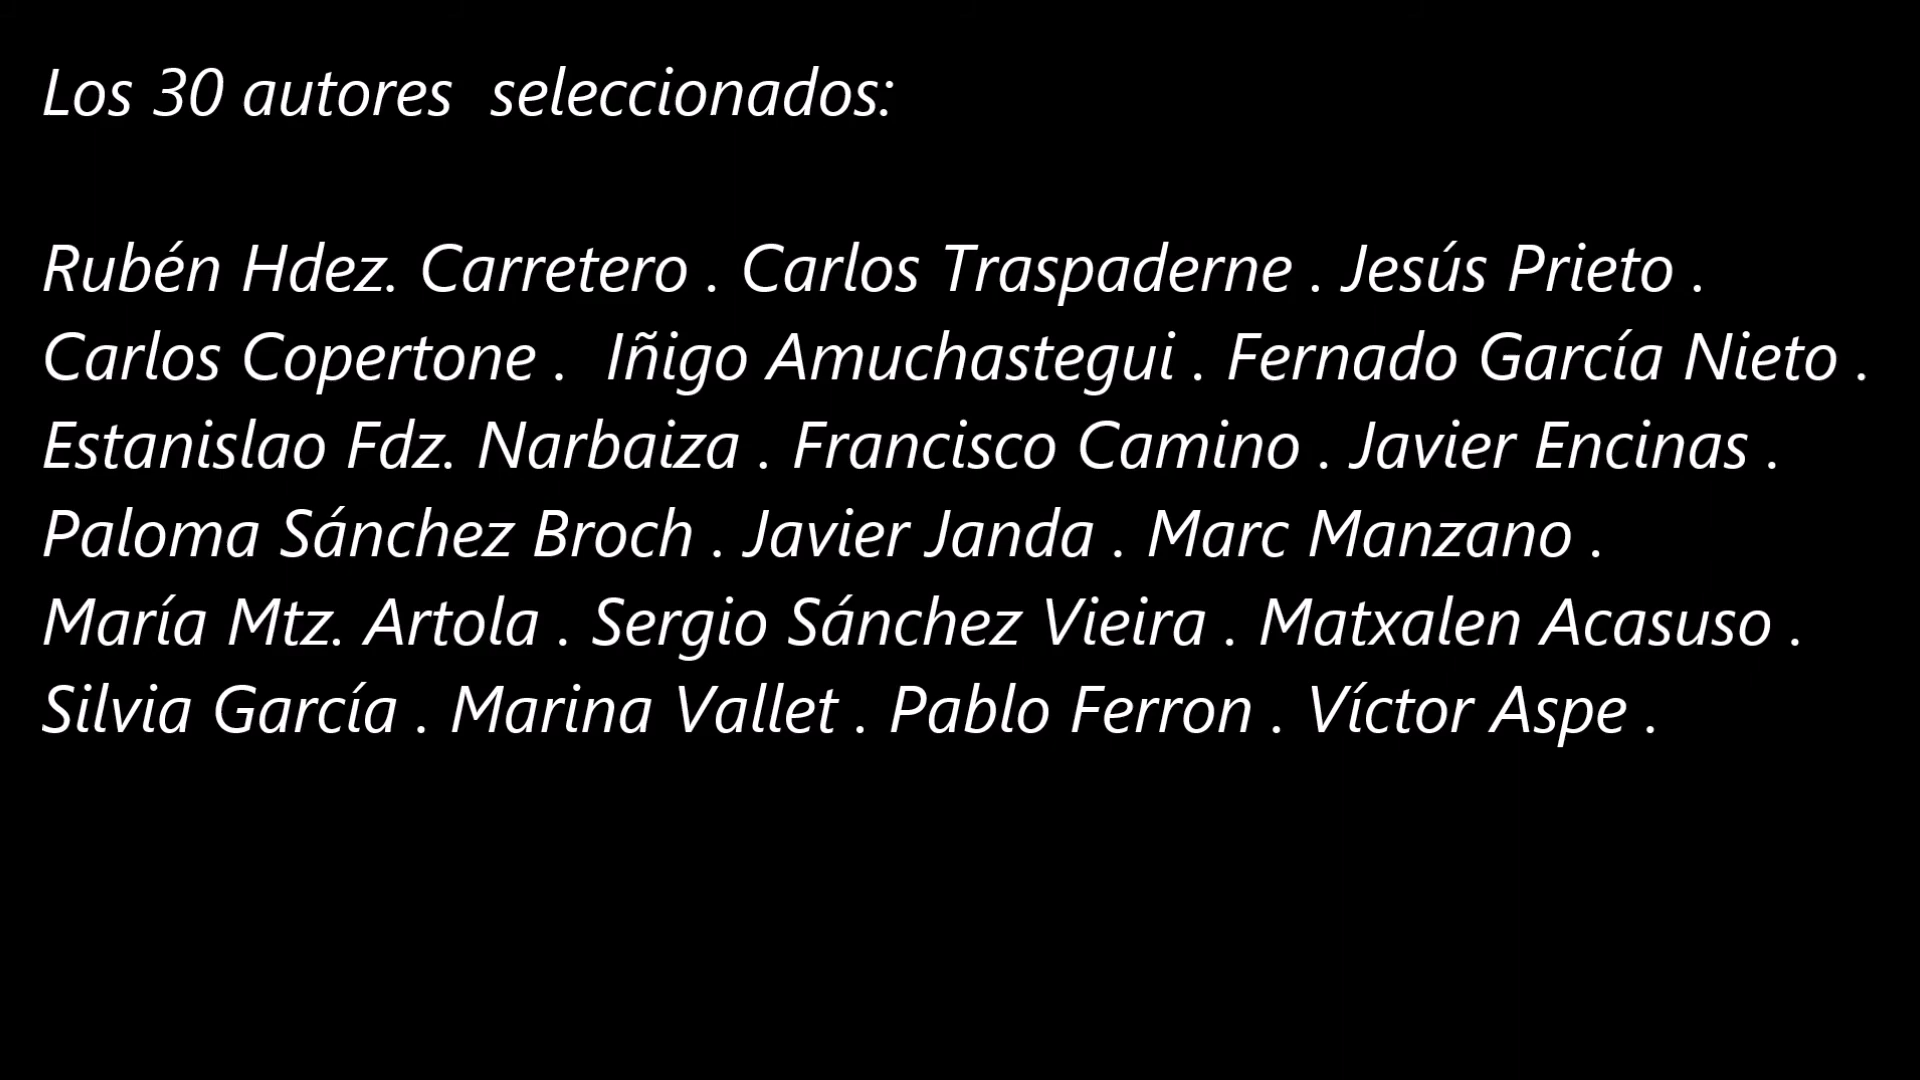 Los 30 autores  seleccionados:
Rubén Hdez. Carretero . Carlos Traspaderne . Jesús Prieto .
Carlos Copertone .  Iñigo Amuchastegui . Fernado García Nieto .
Estanislao Fdz. Narbaiza . Francisco Camino . Javier Encinas .
Paloma Sánchez Broch . Javier Janda . Marc Manzano .
María Mtz. Artola . Sergio Sánchez Vieira . Matxalen Acasuso .
Silvia García . Marina Vallet . Pablo Ferron . Víctor Aspe .